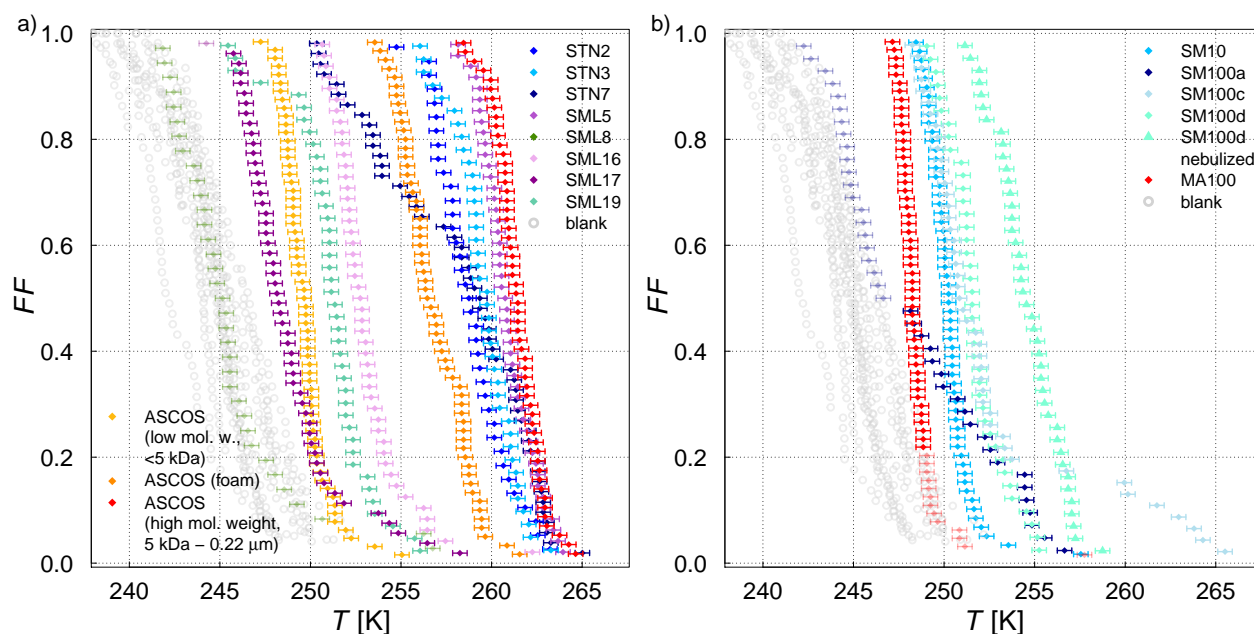 a)
1.0
0.8
0.6
0.4
0.2
0.0
FF
240
245
250
255
260
265
T [K]
STN2
STN3
STN7
SML5
SML8
SML16
SML17
SML19
blank
ASCOS
(low mol. w.,
<5 kDa)
ASCOS (foam)
ASCOS
(high mol. weight,
5 kDa − 0.22 μm)
b)
1.0
0.8
0.6
0.4
0.2
0.0
FF
240
245
250
255
260
265
T [K]
SM10
SM100a
SM100c
SM100d
SM100d
nebulized
MA100
blank